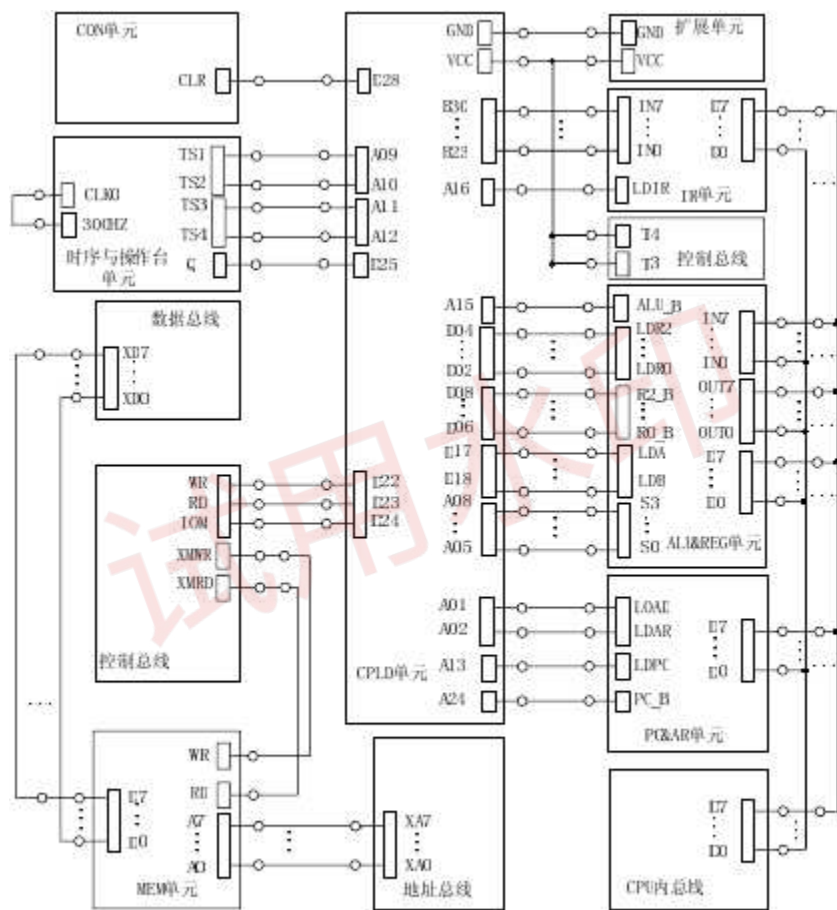 CON单元
CLR
TS1
TS2
TS3
TS4
CLK0
30CHZ
时序与操作台
单元
数据总线
XD7
XD0
WR
RD
IOM
XMWR
XMRD
控制总线
WR
RD
D7
D0
A7
A0
MEM单元
XA7
XA0
地址总线
GND
VCC
E28
B30
B23
A09
A10
A16
A11
A12
E25
A15
D04
D02
D08
D06
E17
E18
A08
A05
E22
E23
E24
A01
A02
A13
A24
CPLD单元
扩展单元
GND
VCC
IN7
IN0
D7
D0
LDIR
IR单元
T4
T3
控制总线
ALU_B
LDR2
LDR0
R2_B
R0_B
LDA
LDB
S3
S0
IN7
IN0
OUT7
OUT0
D7
D0
ALU&REG单元
LOAD
LDAR
LDPC
PC_B
D7
D0
PC&AR单元
D7
D0
CPU内总线
试用水印